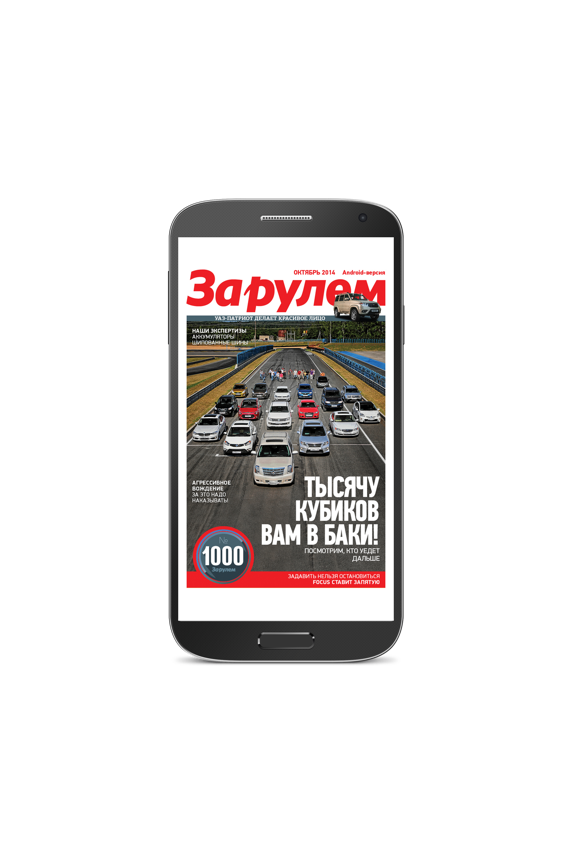 ОКТЯБРЬ 2014 Android-версия
За рулем
УАЗ-ПАТРИОТ ДЕЛАЕТ КРАСИВОЕ ЛИЦО
НАШИ ЭКСПЕРТИЗЫ
АККУМУЛЯТОРЫ
ШИПОВАННЫЕ ШИНЫ
АГРЕССИВНОЕ
ВОЖДЕНИЕ
ЗА ЭТО НАДО
НАКАЗЫВАТЬ!
ТЫСЯЧУ
КУБИКОВ
ВАМ В БАКИ!
ПОСМОТРИМ, КТО УЕДЕТ
ДАЛЬШЕ
№
1000
За рулем
ЗАДАВИТЬ НЕЛЬЗЯ ОСТАНОВИТЬСЯ
FOCUS СТАВИТ ЗАПЯТУЮ